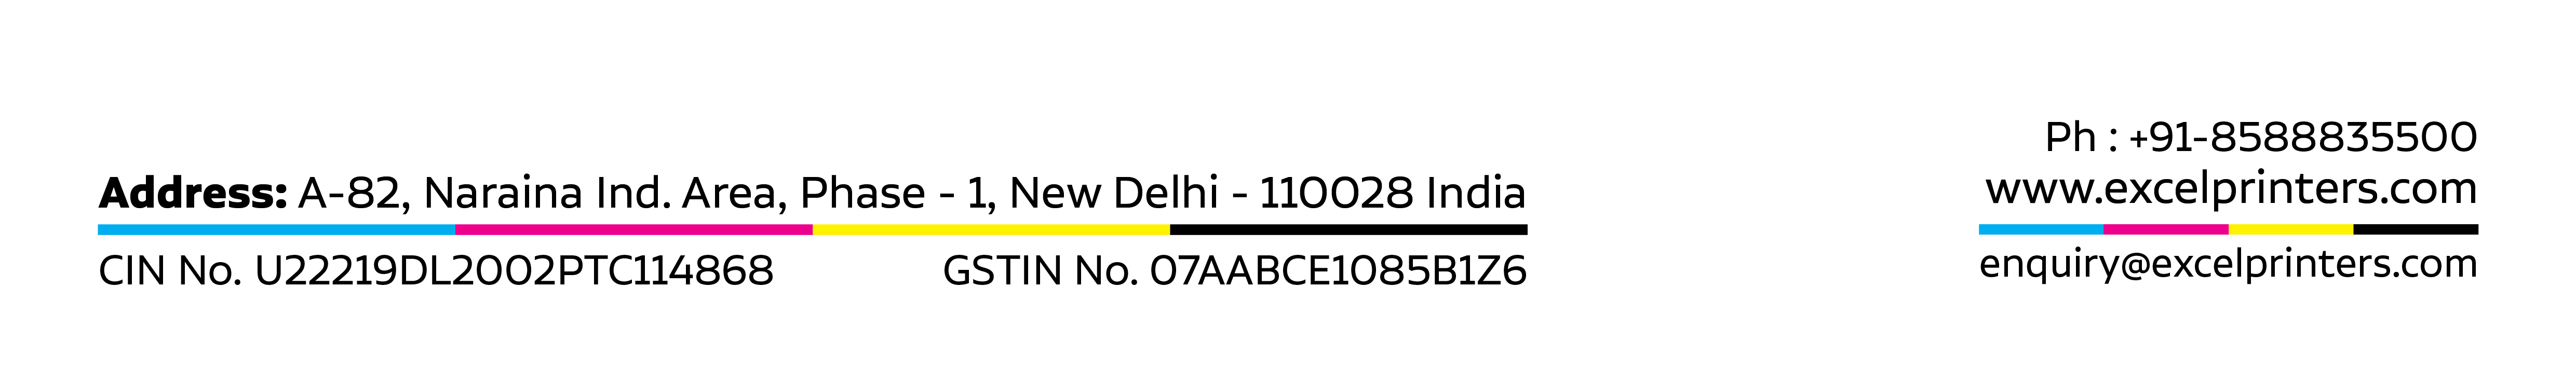 Address: A-82, Naraina Ind. Area, Phase - 1, New Delhi - 110028 India
CIN No. U22219DL2002PTC114868 GSTIN No. 07AABCE1085B1Z6
Ph : +91-8588835500
www.excelprinters.com
enquiry@excelprinters.com